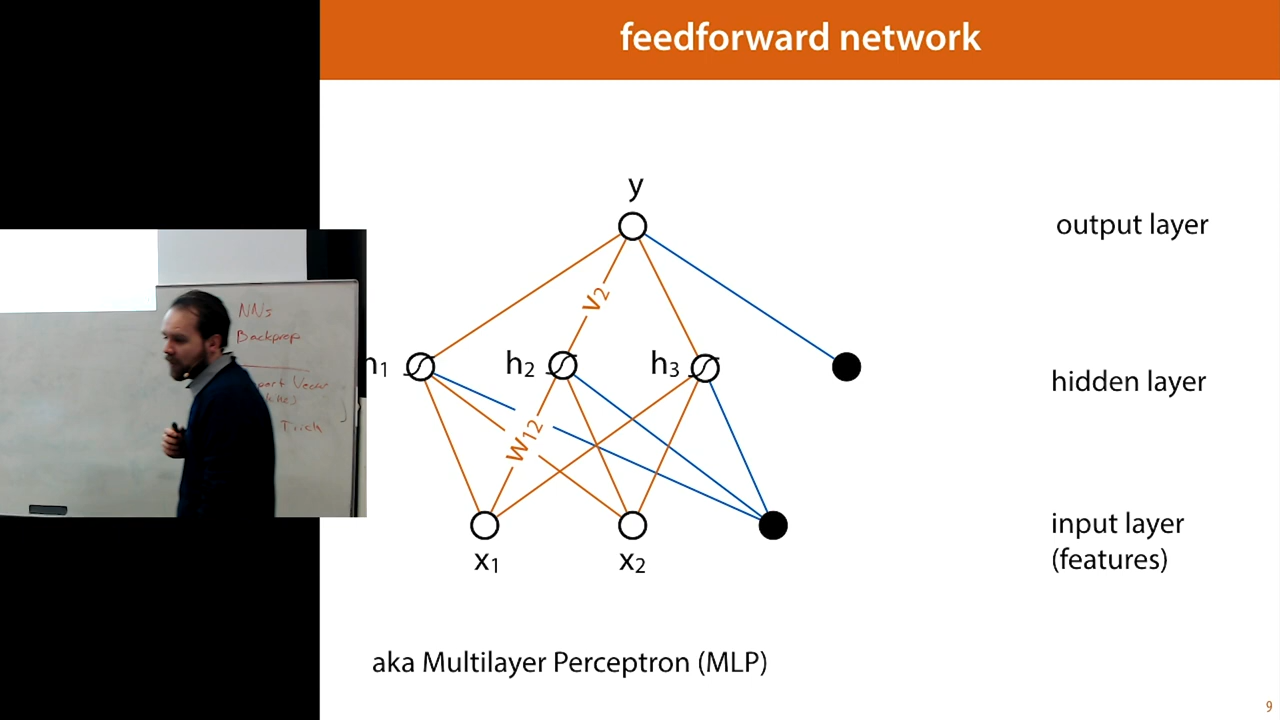 feedforward network
y
output layer
v2
h1
h2
h3
hidden layer
w12
input layer
(features)
x1
x2
aka Multilayer Perceptron (MLP)
9
NNs
Backprop
Vector
Trick